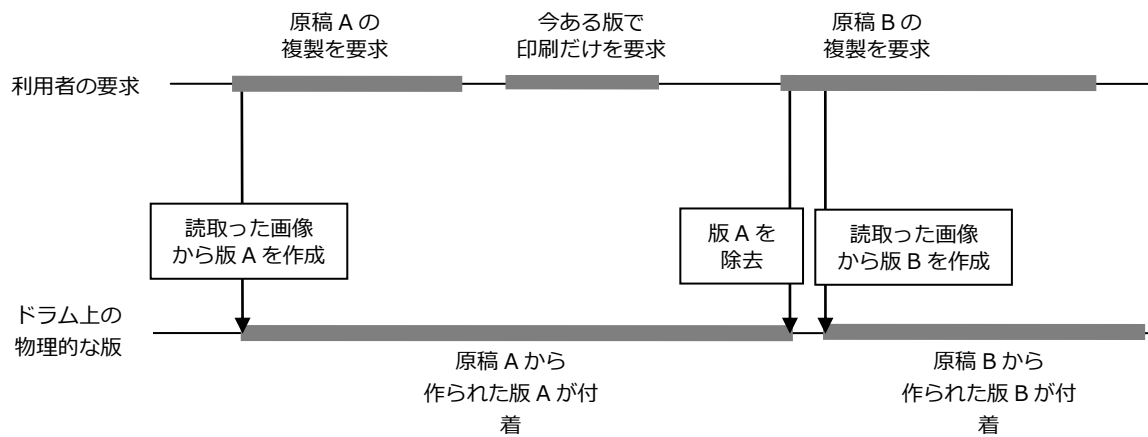 原稿 A の
複製を要求
今ある版で
印刷だけを要求
原稿 B の
複製を要求
利用者の要求
読取った画像
から版 A を作成
版 A を
除去
読取った画像
から版 B を作成
ドラム上の
物理的な版
原稿 A から
作られた版 A が付
着
原稿 B から
作られた版 B が付
着